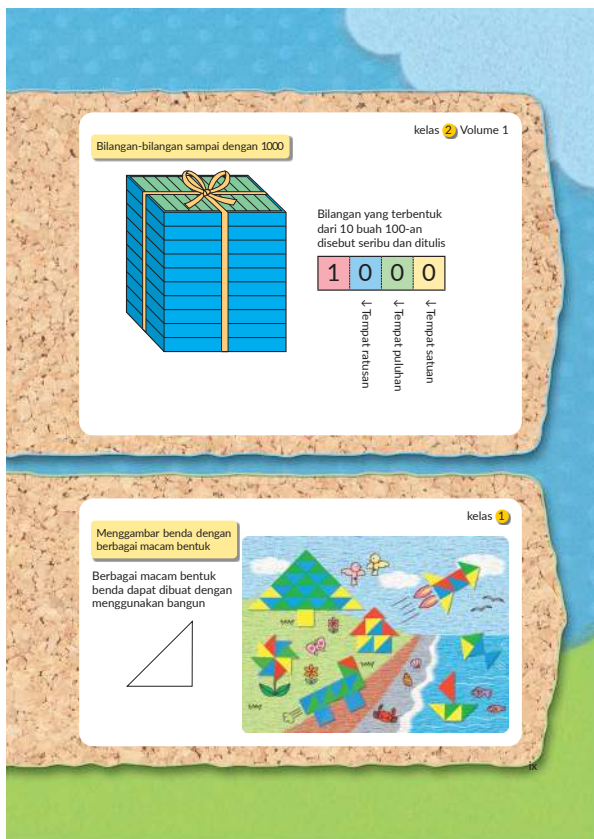 kelas 2 Volume 1
Bilangan-bilangan sampai dengan 1000
Bilangan yang terbentuk
dari 10 buah 100-an
disebut seribu dan ditulis
1 0 0 0
↓ Tempat ratusan
↓ Tempat puluhan
↓ Tempat satuan
kelas 1
Menggambar benda dengan
berbagai macam bentuk
Berbagai macam bentuk
benda dapat dibuat dengan
menggunakan bangun
ix